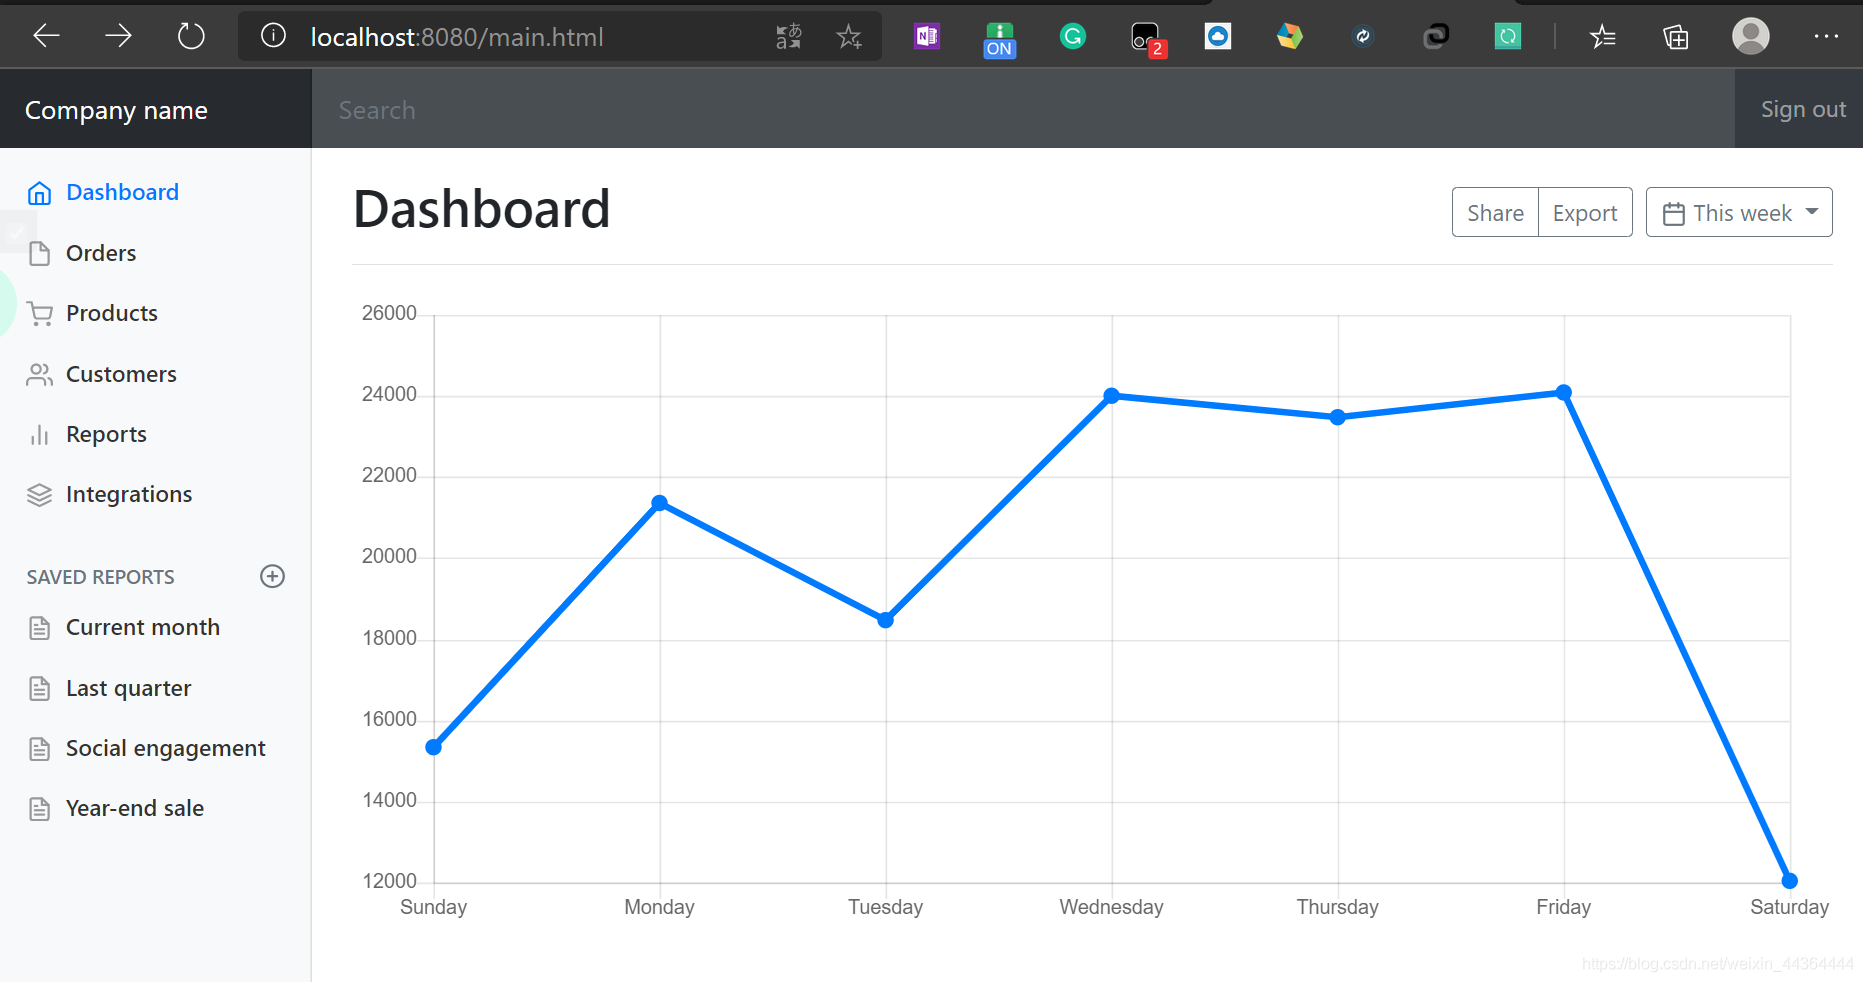 localhost:8080/main.html
ON
2
Company name
Search
Sign out
Dashboard
Orders
Products
Customers
Reports
Integrations
SAVED REPORTS
Current month
Last quarter
Social engagement
Year-end sale
Dashboard
Share
Export
This week
26000
24000
22000
20000
18000
16000
14000
12000
Sunday
Monday
Tuesday
Wednesday
Thursday
Friday
Saturday
https://blog.csdn.net/weixin_44364444